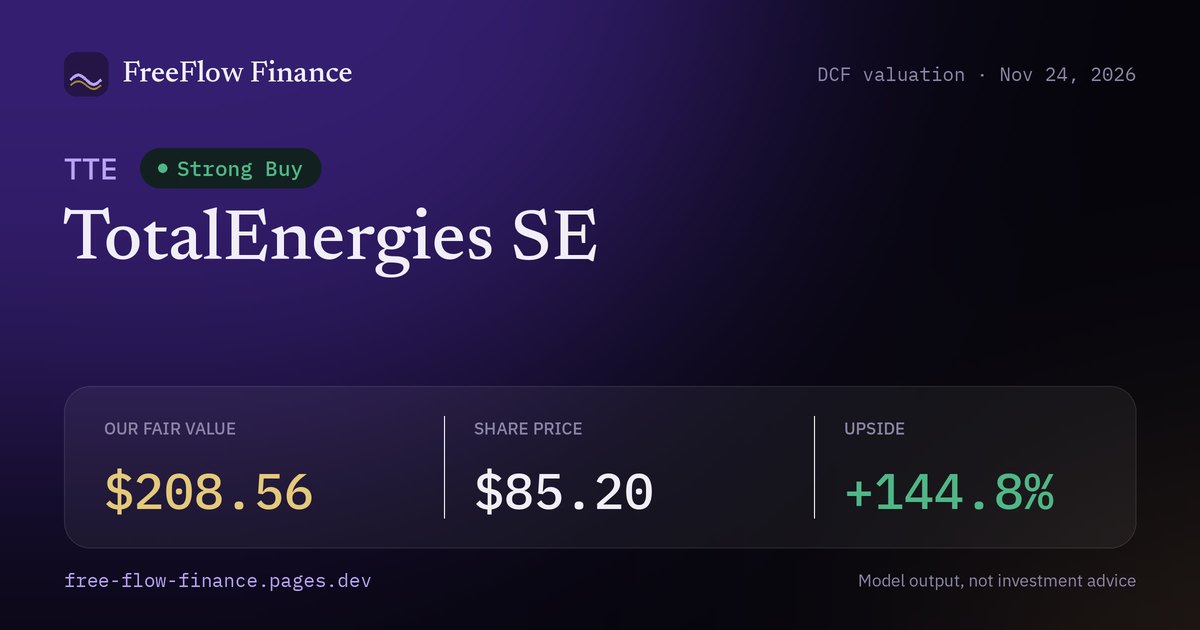 FreeFlow Finance
DCF valuation · Nov 24, 2026
TTE
Strong Buy
TotalEnergies SE
OUR FAIR VALUE
$208.56
SHARE PRICE
$85.20
UPSIDE
+144.8%
free-flow-finance.pages.dev
Model output, not investment advice